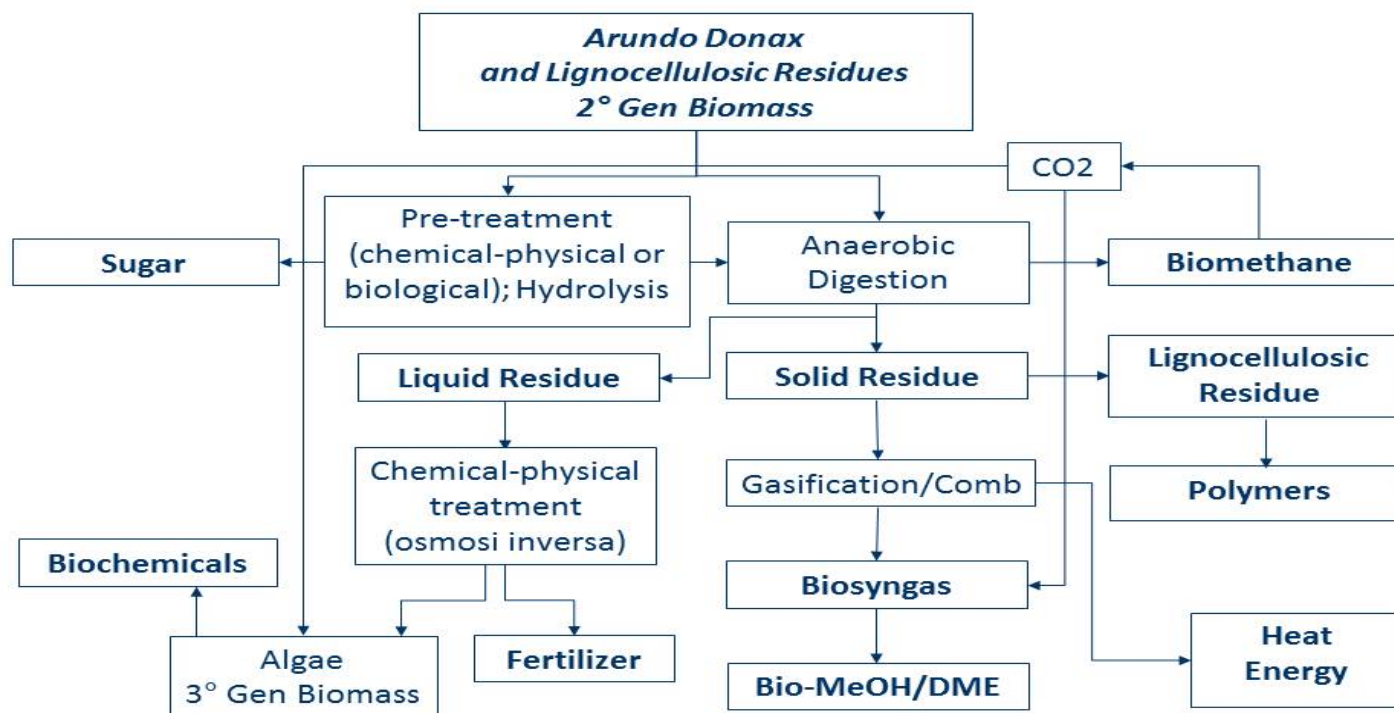 Arundo Donax
and Lignocellulosic Residues
2° Gen Biomass
CO2
Pre-treatment
(chemical-physical or
biological); Hydrolysis
Sugar
Anaerobic
Digestion
Biomethane
Liquid Residue
Solid Residue
Lignocellulosic
Residue
Chemical-physical
treatment
(osmosi inversa)
Gasification/Comb
Polymers
Biochemicals
Biosyngas
Algae
3° Gen Biomass
Fertilizer
Bio-MeOH/DME
Heat
Energy